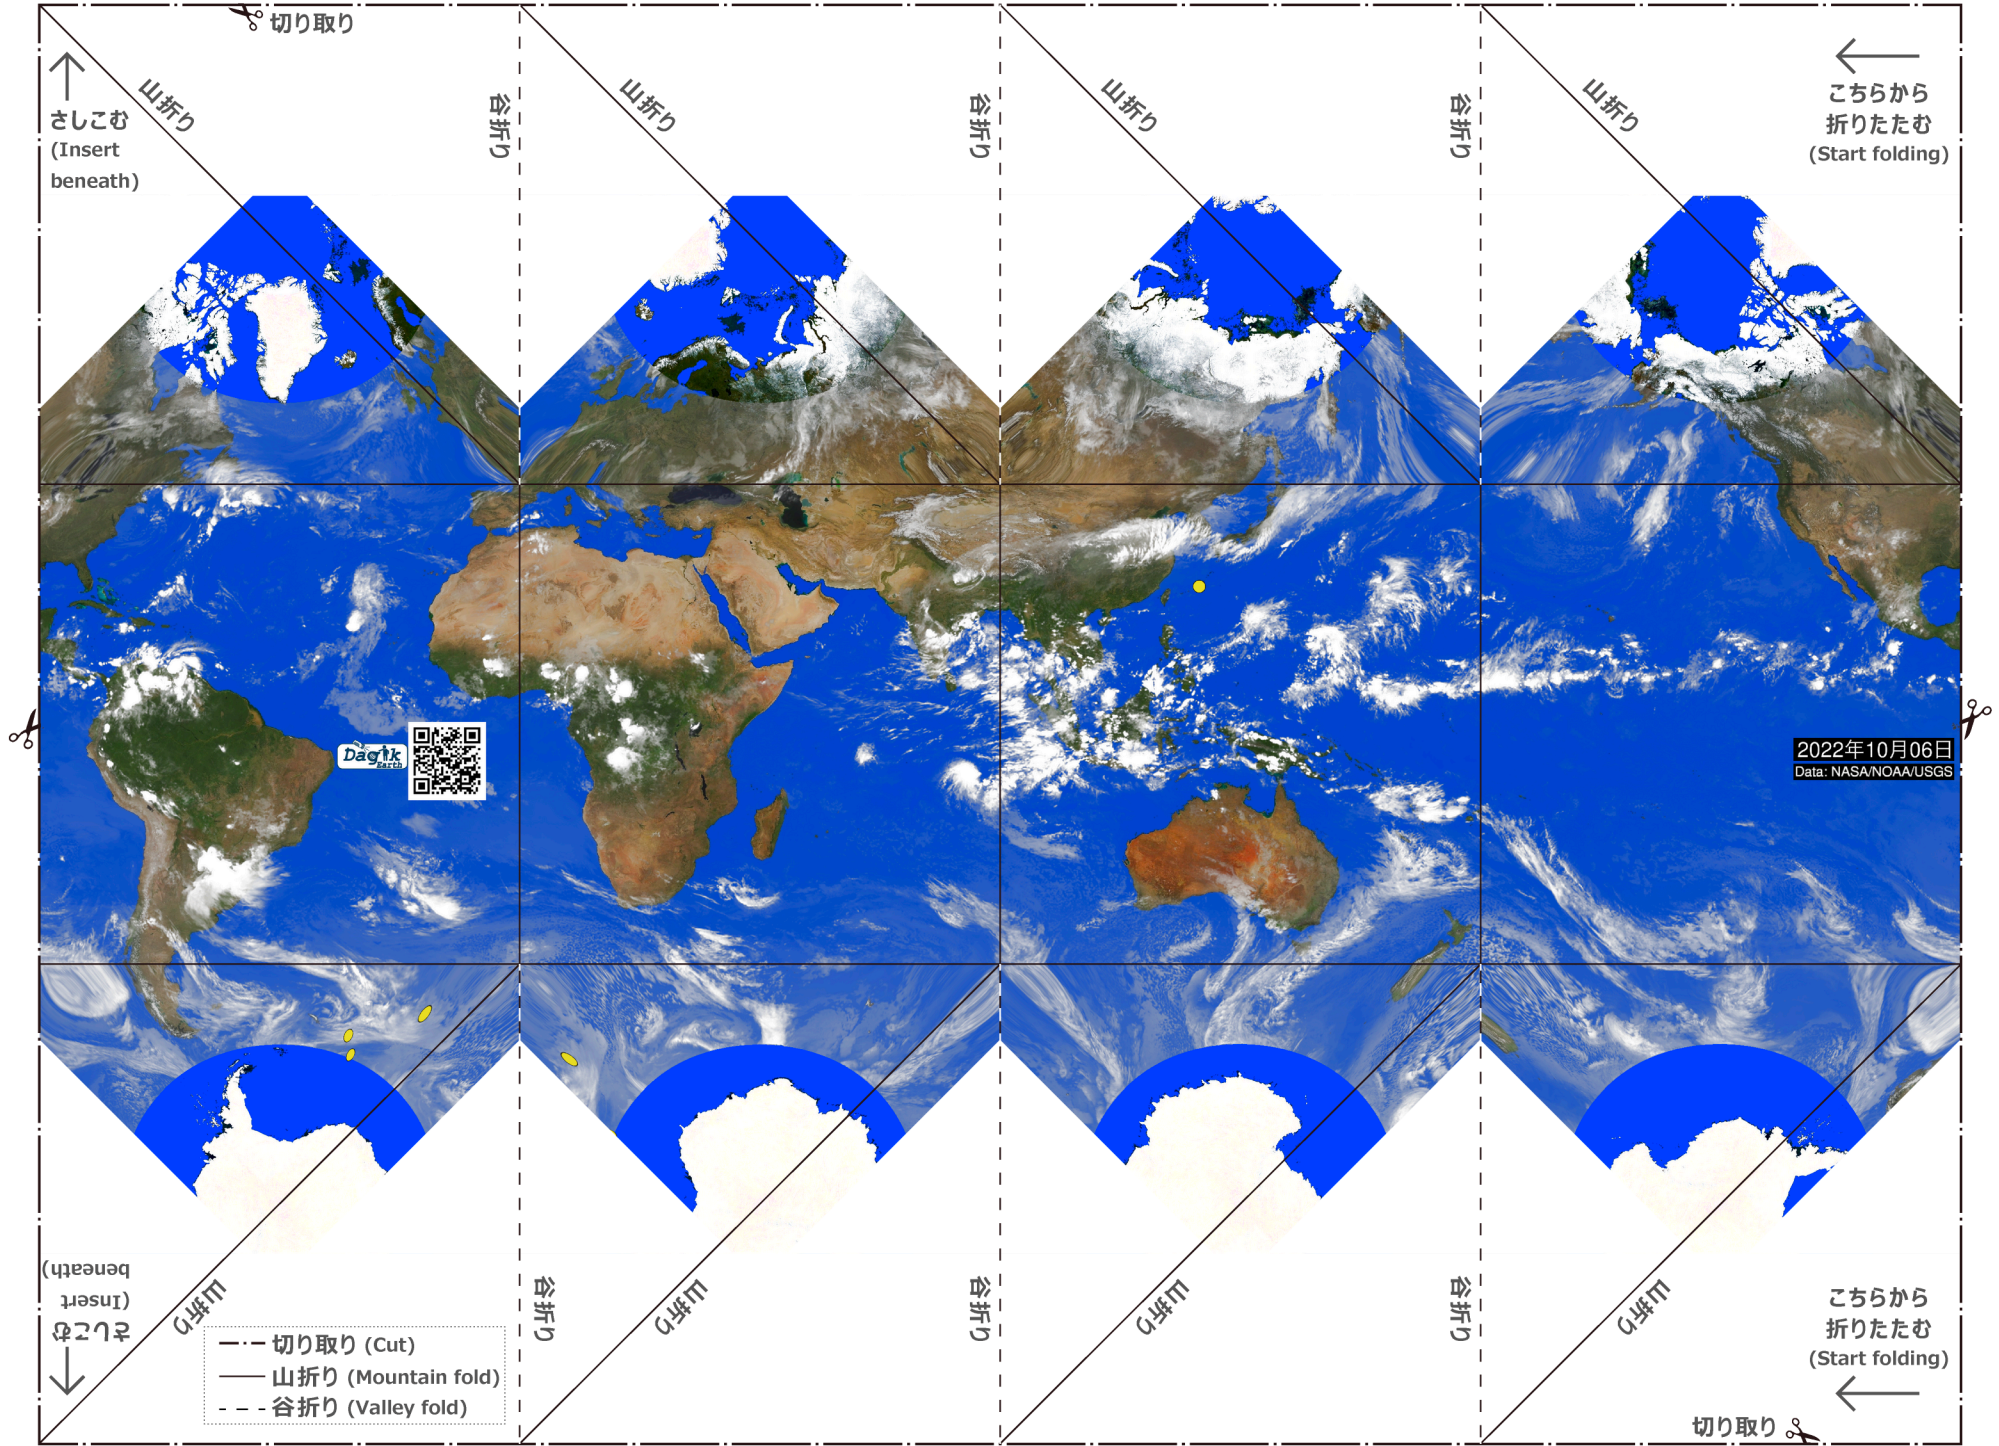 切り取り
さしこむ
(Insert
beneath)
山折り
谷折り
山折り
谷折り
山折り
谷折り
山折り
こちらから
折りたたむ
(Start folding)
Dagik
Earth
2022年10月06日
Data: NASA/NOAA/USGS
さしこむ
(Insert
beneath)
山折り
谷折り
山折り
谷折り
山折り
谷折り
山折り
こちらから
折りたたむ
(Start folding)
切り取り (Cut)
山折り (Mountain fold)
谷折り (Valley fold)
切り取り